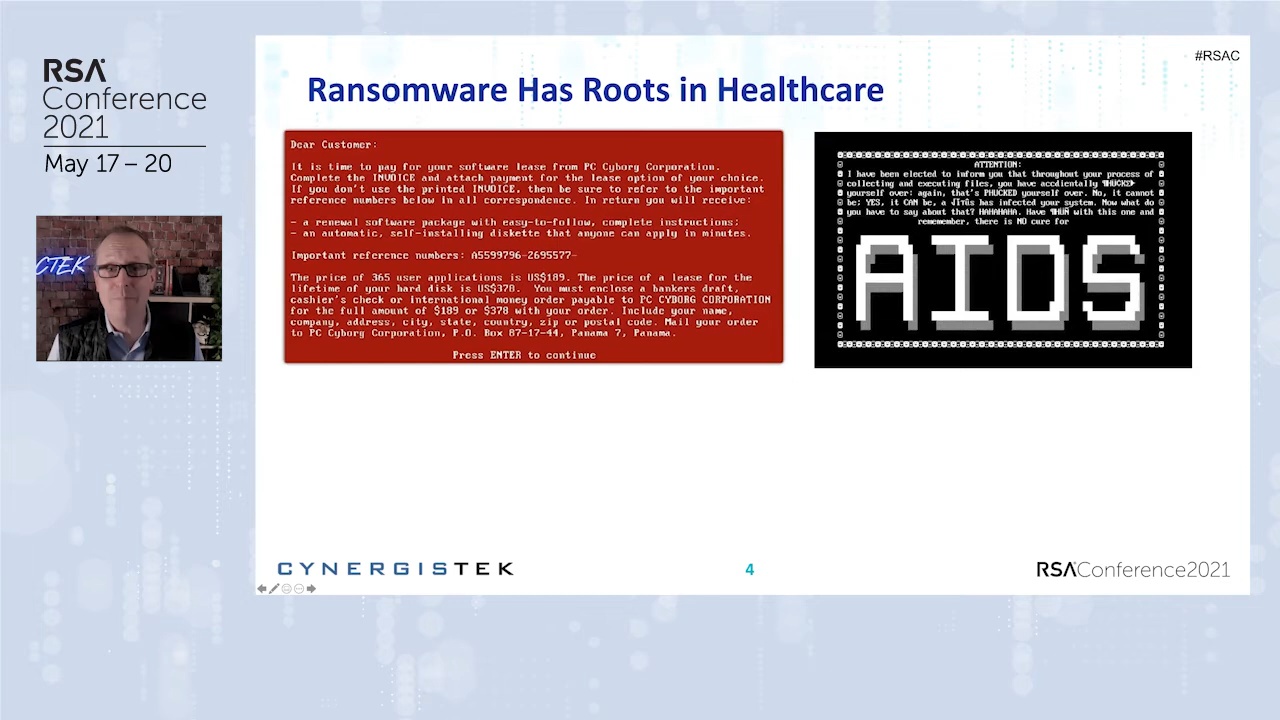 RSA
Conference
2021
May 17 – 20
CTEK
#RSAC
Ransomware Has Roots in Healthcare
Dear Customer:
It is time to pay for your software lease from PC Cyborg Corporation.
Complete the INVOICE and attach payment for the lease option of your choice.
If you don't use the printed INVOICE, then be sure to refer to the important
reference numbers below in all correspondence. In return you will receive:
- a renewal software package with easy-to-follow, complete instructions;
- an automatic, self-installing diskette that anyone can apply in minutes.
Important reference numbers: A5599796-2695577-
The price of 365 user applications is US$189. The price of a lease for the
lifetime of your hard disk is US$378. You must enclose a bankers draft,
cashier's check or international money order payable to PC CYBORG CORPORATION
for the full amount of $189 or $378 with your order. Include your name,
company, address, city, state, country, zip or postal code. Mail your order
to PC Cyborg Corporation, P.O. Box 87-17-44, Panama 7, Panama.
Press ENTER to continue
ATTENTION:
I have been elected to inform you that throughout your process of
collecting and executing files, you have accdientally
yourself over: again, that's PHUCKED yourself over. No, it cannot
be; YES, it CAN be, a √ìτûs has infected your system. Now what do
you have to say about that? HAHAHAHA. Have with this one and
rememember, there is NO cure for
AIDS
CYNERGISTEK
4
RSAConference2021